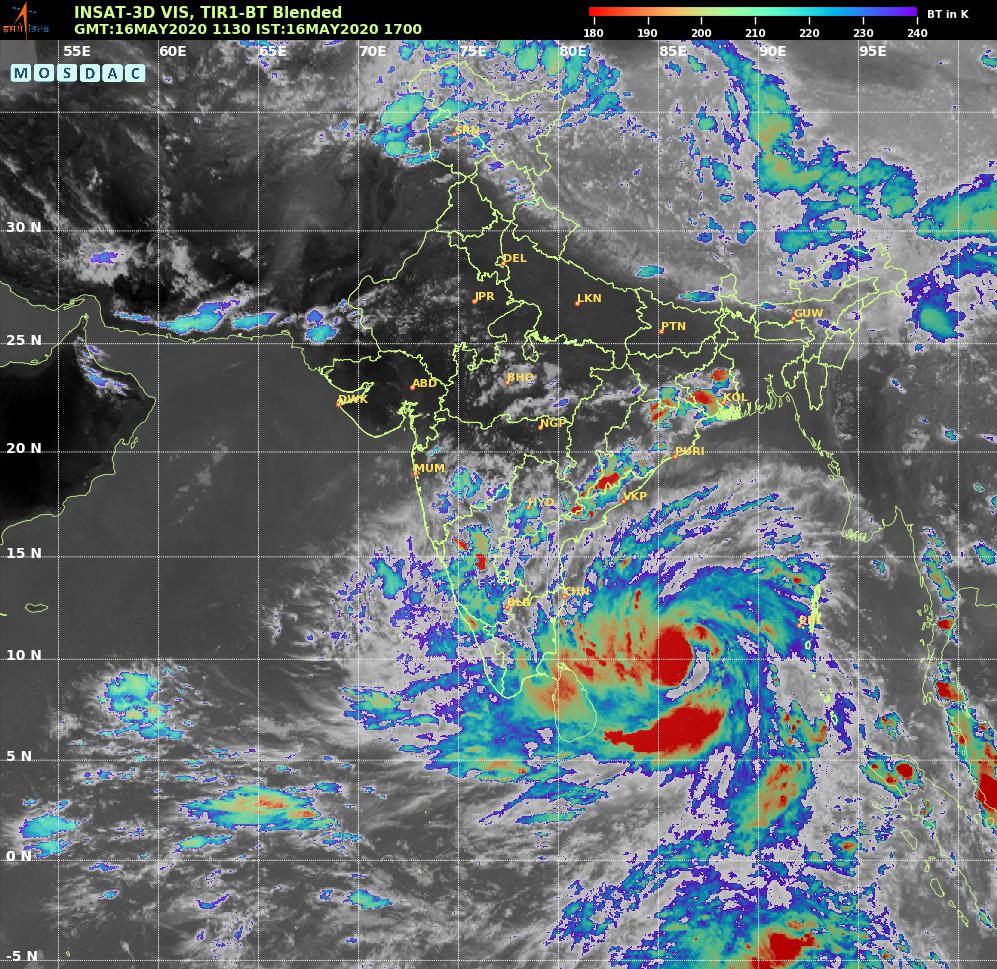 INSAT-3D VIS, TIR1-BT Blended
GMT:16MAY2020 1130 IST:16MAY2020 1700
BT in K
180 190 200 210 220 230 240
55E 60E 65E 70E 75E 80E 85E 90E 95E
MOSDAC
SRN
30 N
DEL
JPR
LKN
GUW
PTN
25 N
BHO
ABD
DWK
KOL
NGP
20 N
PURI
MUM
VKP
HYD
15 N
CHN
BLR
10 N
5 N
0 N
-5 N